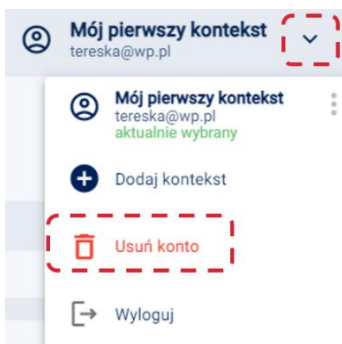 Mój pierwszy kontekst
tereska@wp.pl
Mój pierwszy kontekst
tereska@wp.pl
aktualnie wybrany
Dodaj kontekst
Usuń konto
Wyloguj